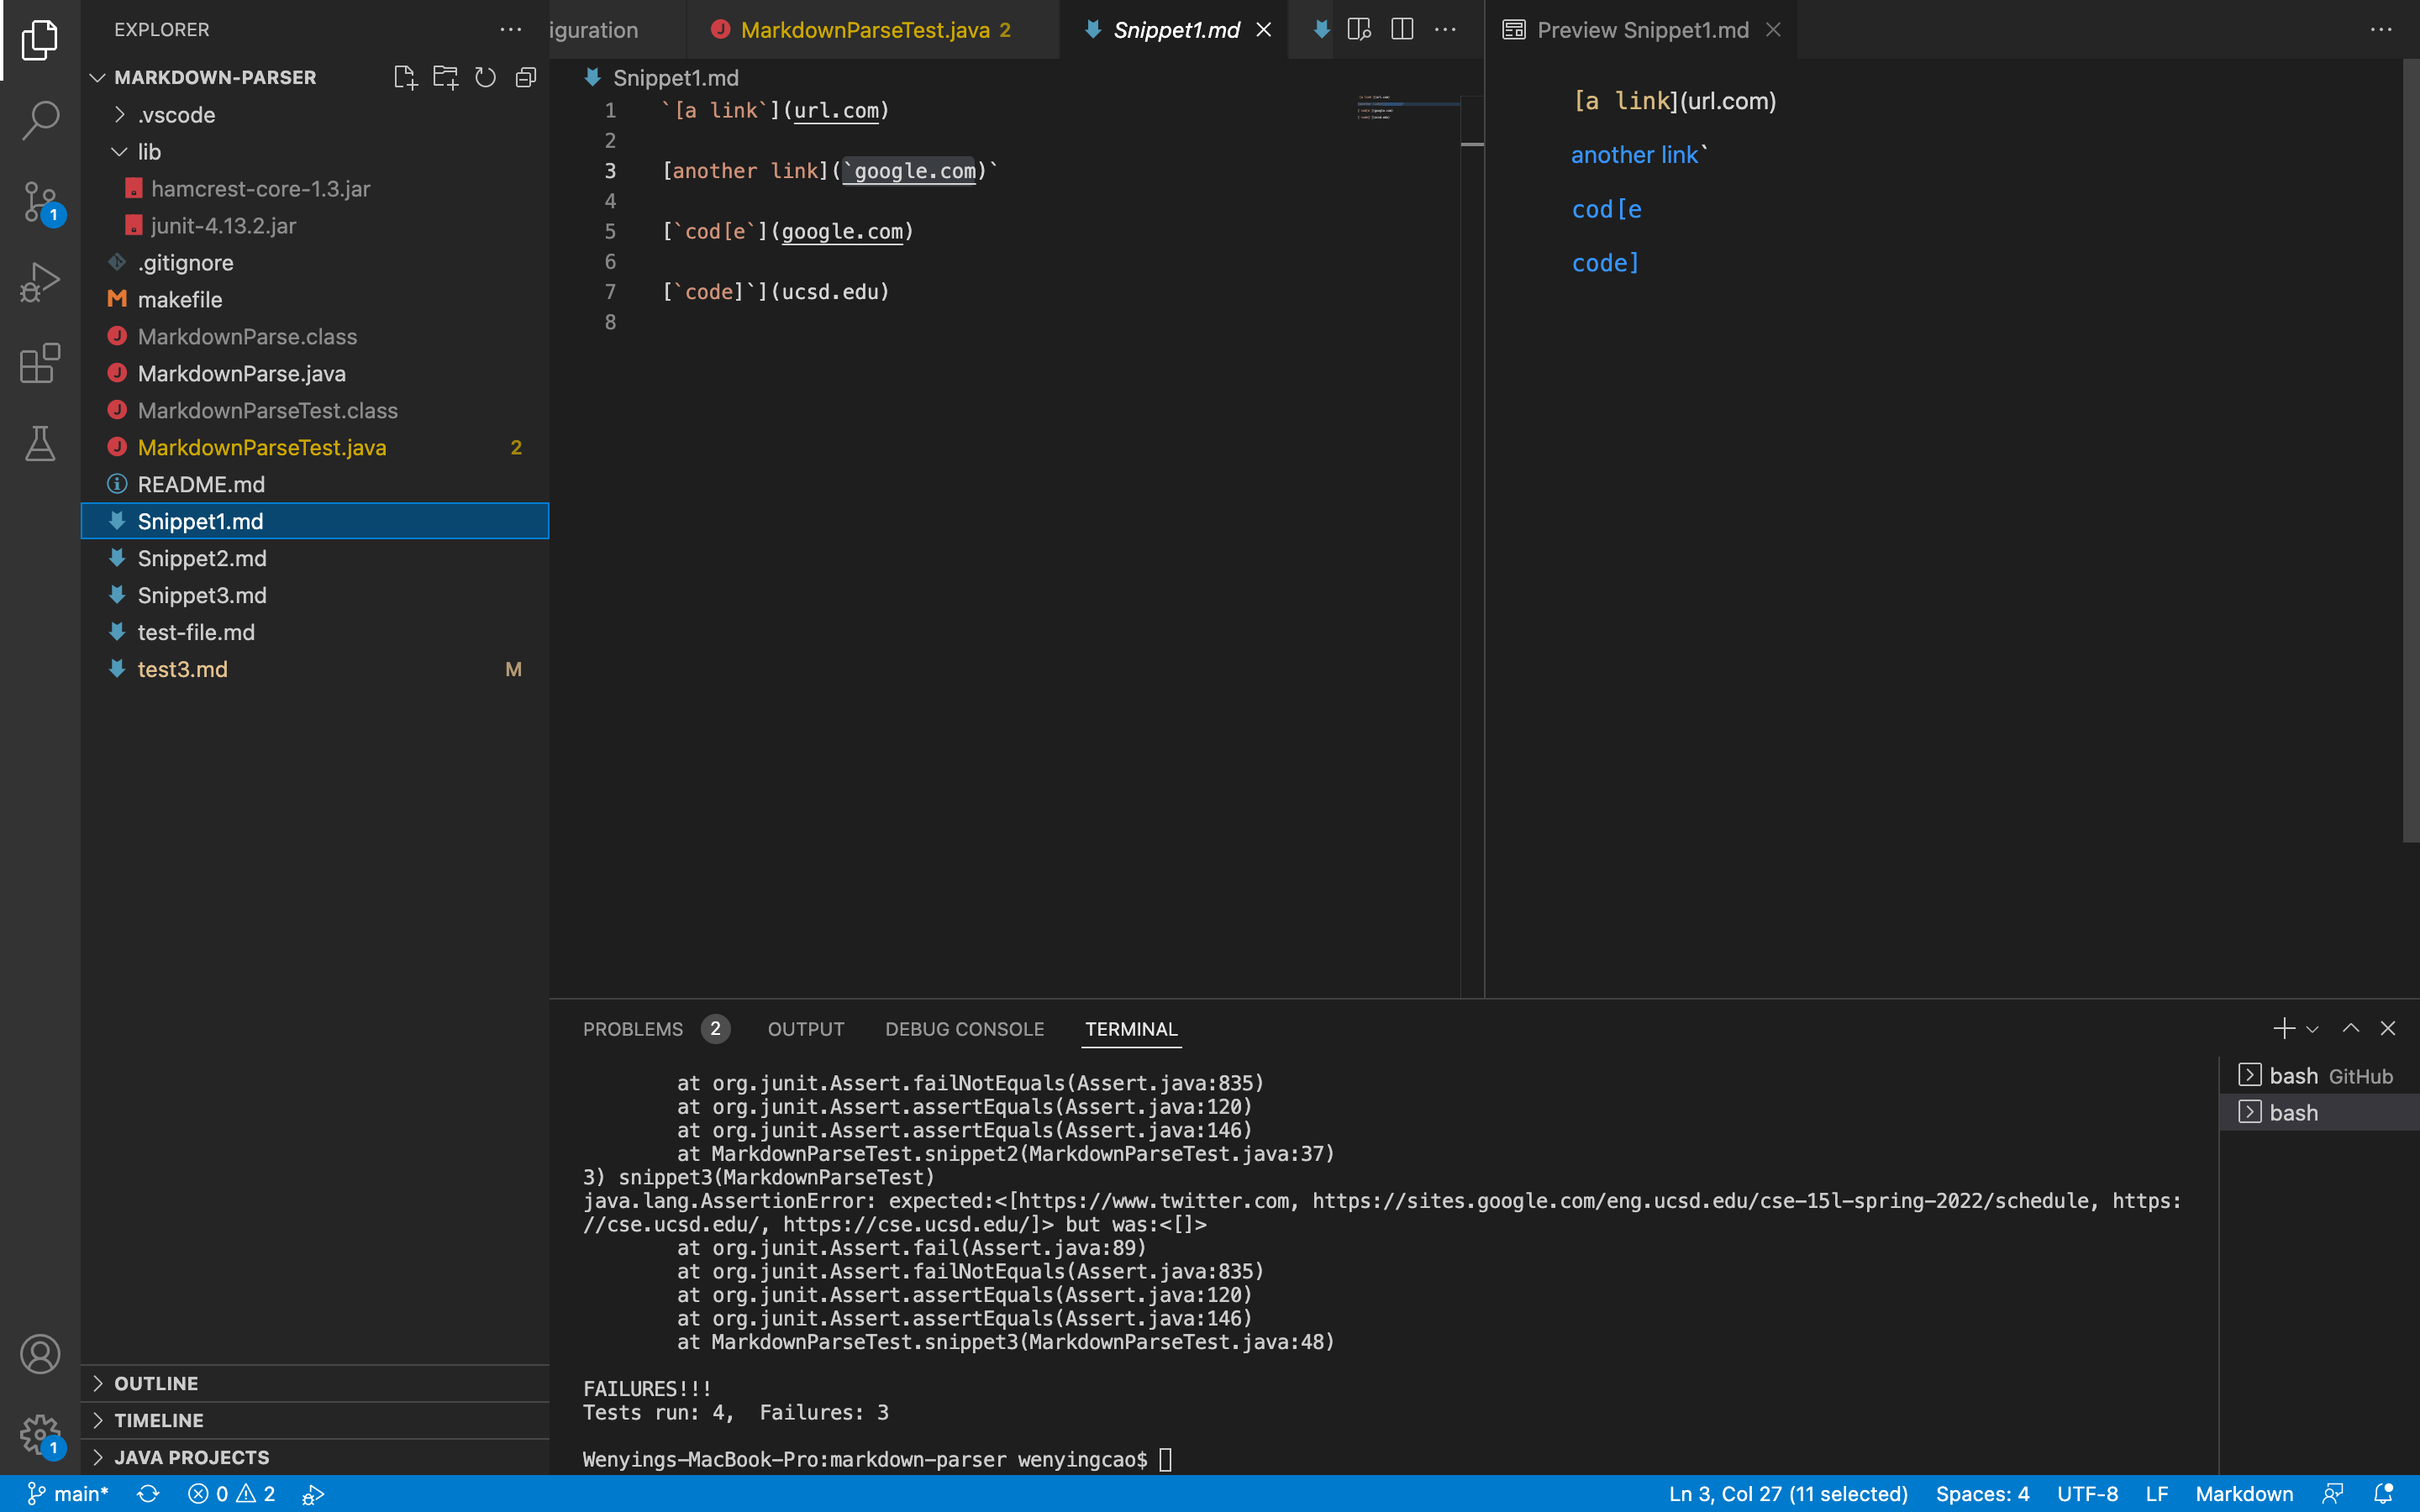 EXPLORER
MARKDOWN-PARSER
.vscode
lib
hamcrest-core-1.3.jar
junit-4.13.2.jar
.gitignore
makefile
MarkdownParse.class
MarkdownParse.java
MarkdownParseTest.class
MarkdownParseTest.java 2
README.md
Snippet1.md
Snippet2.md
Snippet3.md
test-file.md
test3.md M
OUTLINE
TIMELINE
JAVA PROJECTS
1
1
iguration
MarkdownParseTest.java 2
Snippet1.md
Snippet1.md
1 `[a link`](url.com)
2
3 [another link](`google.com)`
4
5 [`cod[e`](google.com)
6
7 [`code]`](ucsd.edu)
8
Preview Snippet1.md
[a link](url.com)
another link`
cod[e
code]
PROBLEMS 2 OUTPUT DEBUG CONSOLE TERMINAL
at org.junit.Assert.failNotEquals(Assert.java:835)
at org.junit.Assert.assertEquals(Assert.java:120)
at org.junit.Assert.assertEquals(Assert.java:146)
at MarkdownParseTest.snippet2(MarkdownParseTest.java:37)
3) snippet3(MarkdownParseTest)
java.lang.AssertionError: expected:<[https://www.twitter.com, https://sites.google.com/eng.ucsd.edu/cse-15l-spring-2022/schedule, https:
//cse.ucsd.edu/, https://cse.ucsd.edu/]> but was:<[]>
at org.junit.Assert.fail(Assert.java:89)
at org.junit.Assert.failNotEquals(Assert.java:835)
at org.junit.Assert.assertEquals(Assert.java:120)
at org.junit.Assert.assertEquals(Assert.java:146)
at MarkdownParseTest.snippet3(MarkdownParseTest.java:48)
FAILURES!!!
Tests run: 4,  Failures: 3
Wenyings-MacBook-Pro:markdown-parser wenyingcao$
bash GitHub
bash
main* 0 2
Ln 3, Col 27 (11 selected) Spaces: 4 UTF-8 LF Markdown